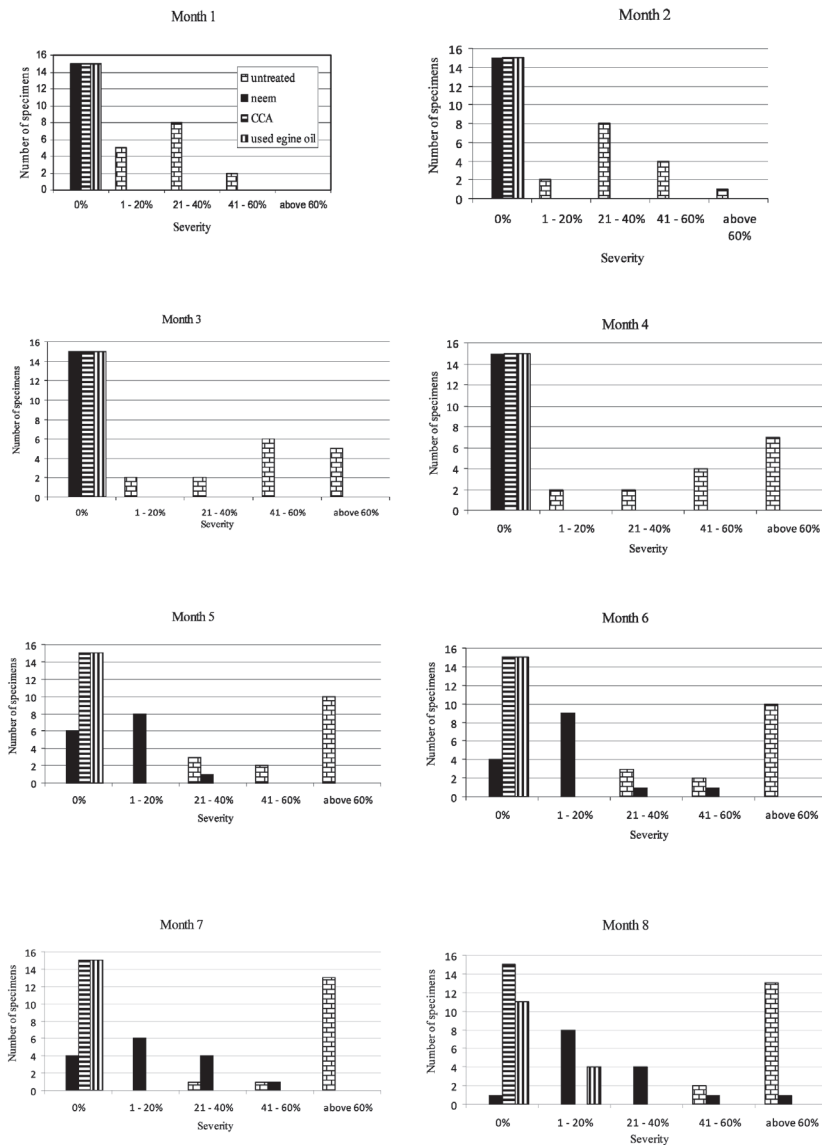 Month 1
Number of specimens
16
14
12
10
8
6
4
2
0
untreated
neem
CCA
used egine oil
0%
1 - 20%
21 - 40%
41 - 60%
above 60%
Severity
Month 2
Number of specimens
16
14
12
10
8
6
4
2
0
0%
1 - 20%
21 - 40%
41 - 60%
above
60%
Severity
Month 3
Number of specimens
16
14
12
10
8
6
4
2
0
0%
1 - 20%
21 - 40%
41 - 60%
above 60%
Severity
Month 4
Number of specimens
16
14
12
10
8
6
4
2
0
0%
1 - 20%
21 - 40%
41 - 60%
above 60%
Severity
Month 5
Number of specimens
16
14
12
10
8
6
4
2
0
0%
1 - 20%
21 - 40%
41 - 60%
above 60%
Severity
Month 6
Number of specimens
16
14
12
10
8
6
4
2
0
0%
1 - 20%
21 - 40%
41 - 60%
above 60%
Severity
Month 7
Number of specimens
16
14
12
10
8
6
4
2
0
0%
1 - 20%
21 - 40%
41 - 60%
above 60%
Severity
Month 8
Number of specimens
16
14
12
10
8
6
4
2
0
0%
1 - 20%
21 - 40%
41 - 60%
above 60%
Severity